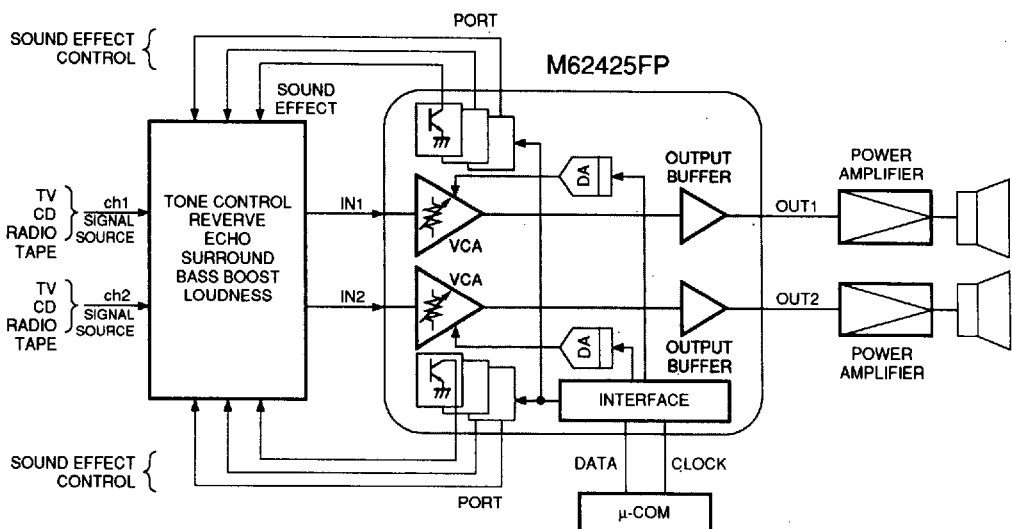 PORT
SOUND EFFECT
CONTROL
M62425FP
SOUND
EFFECT
OUTPUT
BUFFER
POWER
AMPLIFIER
DA
TV
CD
RADIO
TAPE
ch1
SIGNAL
SOURCE
TONE CONTROL
REVERVE
ECHO
SURROUND
BASS BOOST
LOUDNESS
IN1
VCA
OUT1
TV
CD
RADIO
TAPE
ch2
SIGNAL
SOURCE
IN2
VCA
OUT2
DA
OUTPUT
BUFFER
POWER
AMPLIFIER
INTERFACE
SOUND EFFECT
CONTROL
PORT
DATA
CLOCK
μ-COM